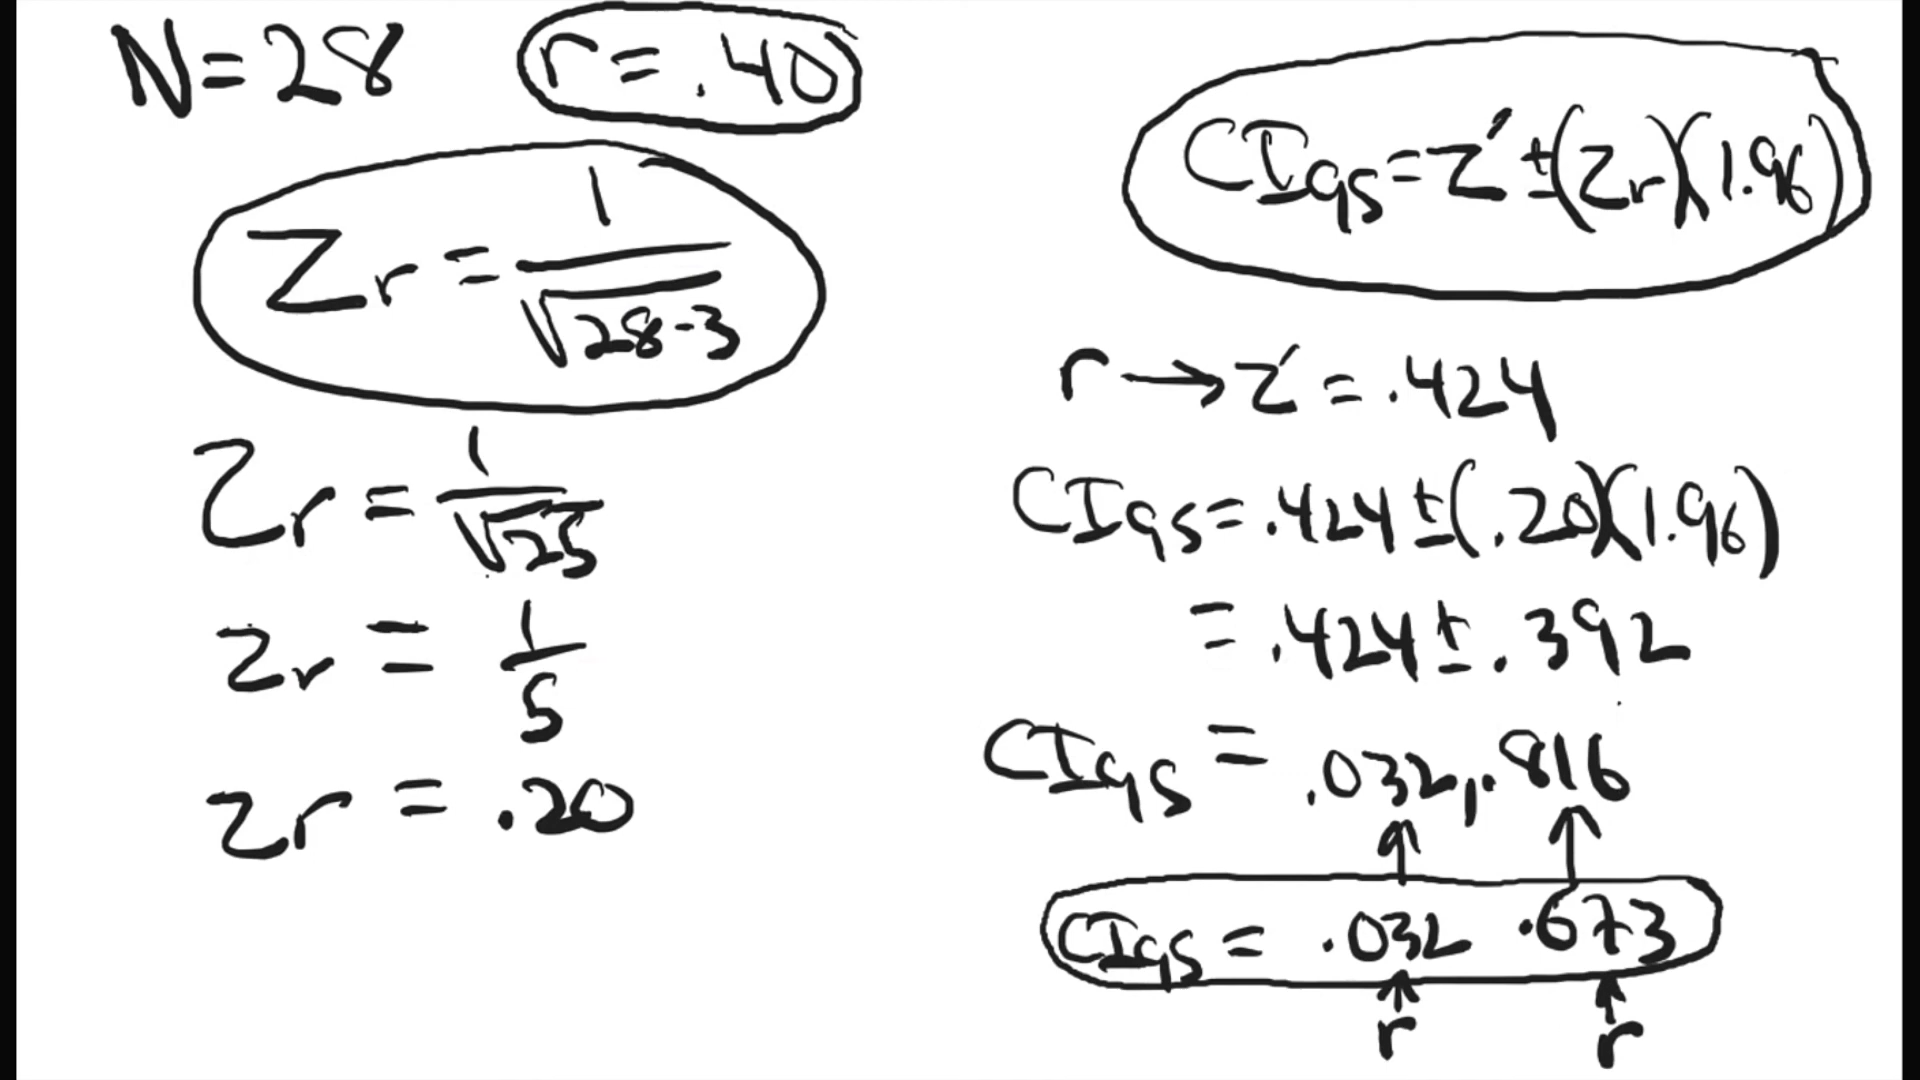 N=28 r=.40
Zr = 1/√28-3
Zr = 1/√25
Zr = 1/5
Zr = .20
CI95 = Z' ± (Zr)(1.96)
r → Z' = .424
CI95 = .424 ± (.20)(1.96)
= .424 ± .392
CI95 = .032, .816
CI95 = .032 .673
r r